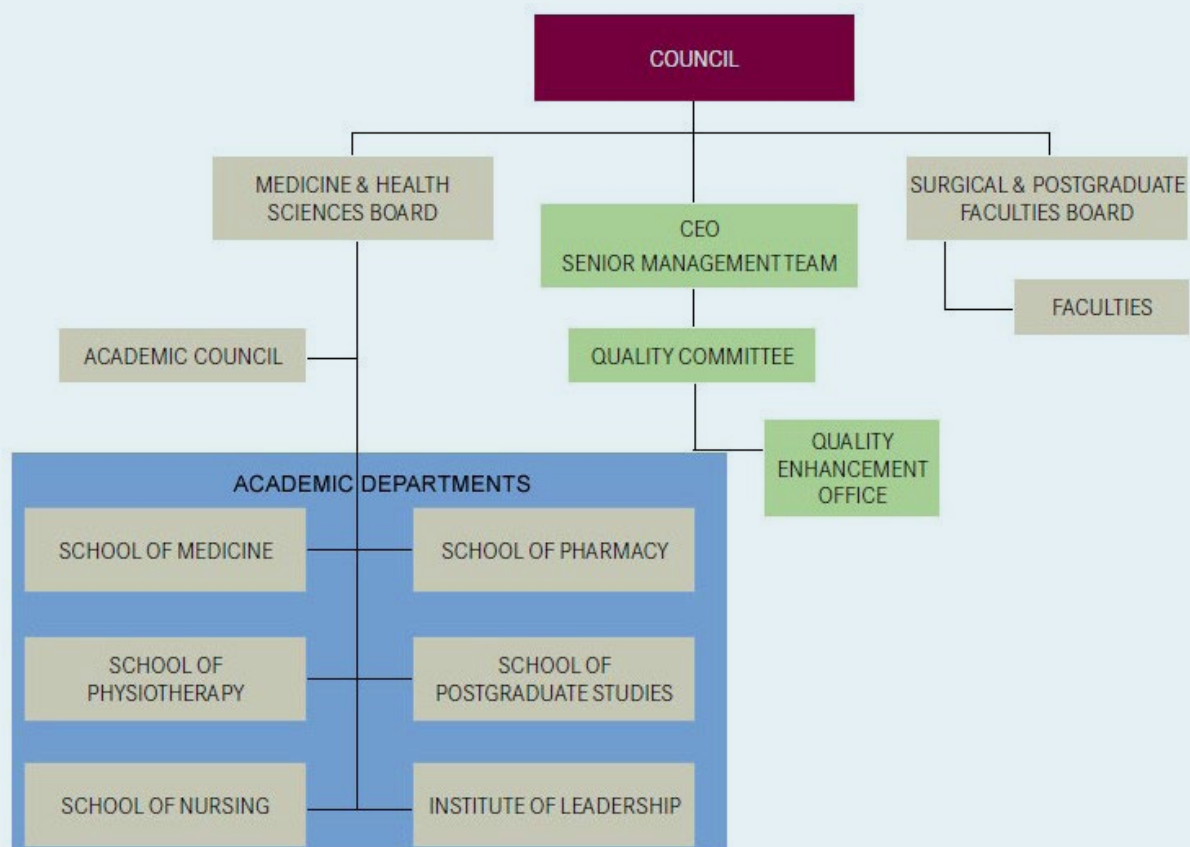 COUNCIL
MEDICINE & HEALTH
SCIENCES BOARD
SURGICAL & POSTGRADUATE
FACULTIES BOARD
CEO
SENIOR MANAGEMENT TEAM
FACULTIES
ACADEMIC COUNCIL
QUALITY COMMITTEE
QUALITY
ENHANCEMENT
OFFICE
ACADEMIC DEPARTMENTS
SCHOOL OF MEDICINE
SCHOOL OF PHARMACY
SCHOOL OF
PHYSIOTHERAPY
SCHOOL OF
POSTGRADUATE STUDIES
SCHOOL OF NURSING
INSTITUTE OF LEADERSHIP